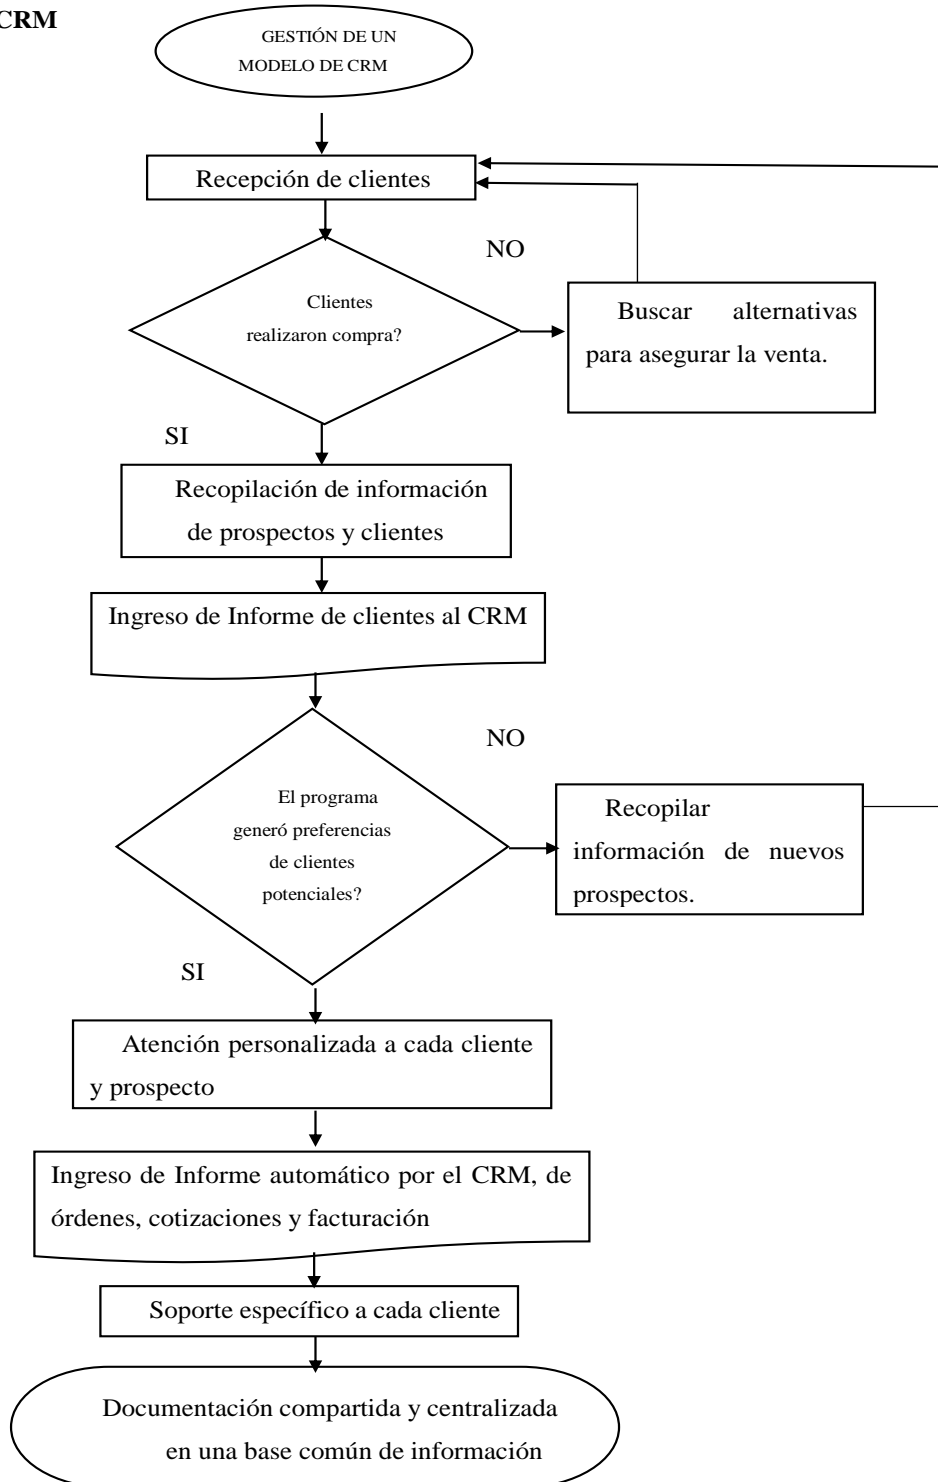 CRM
GESTIÓN DE UN
MODELO DE CRM
Recepción de clientes
NO
Clientes
realizaron compra?
Buscar alternativas
para asegurar la venta.
SI
Recopilación de información
de prospectos y clientes
Ingreso de Informe de clientes al CRM
NO
El programa
generó preferencias
de clientes
potenciales?
Recopilar
información de nuevos
prospectos.
SI
Atención personalizada a cada cliente
y prospecto
Ingreso de Informe automático por el CRM, de
órdenes, cotizaciones y facturación
Soporte específico a cada cliente
Documentación compartida y centralizada
en una base común de información